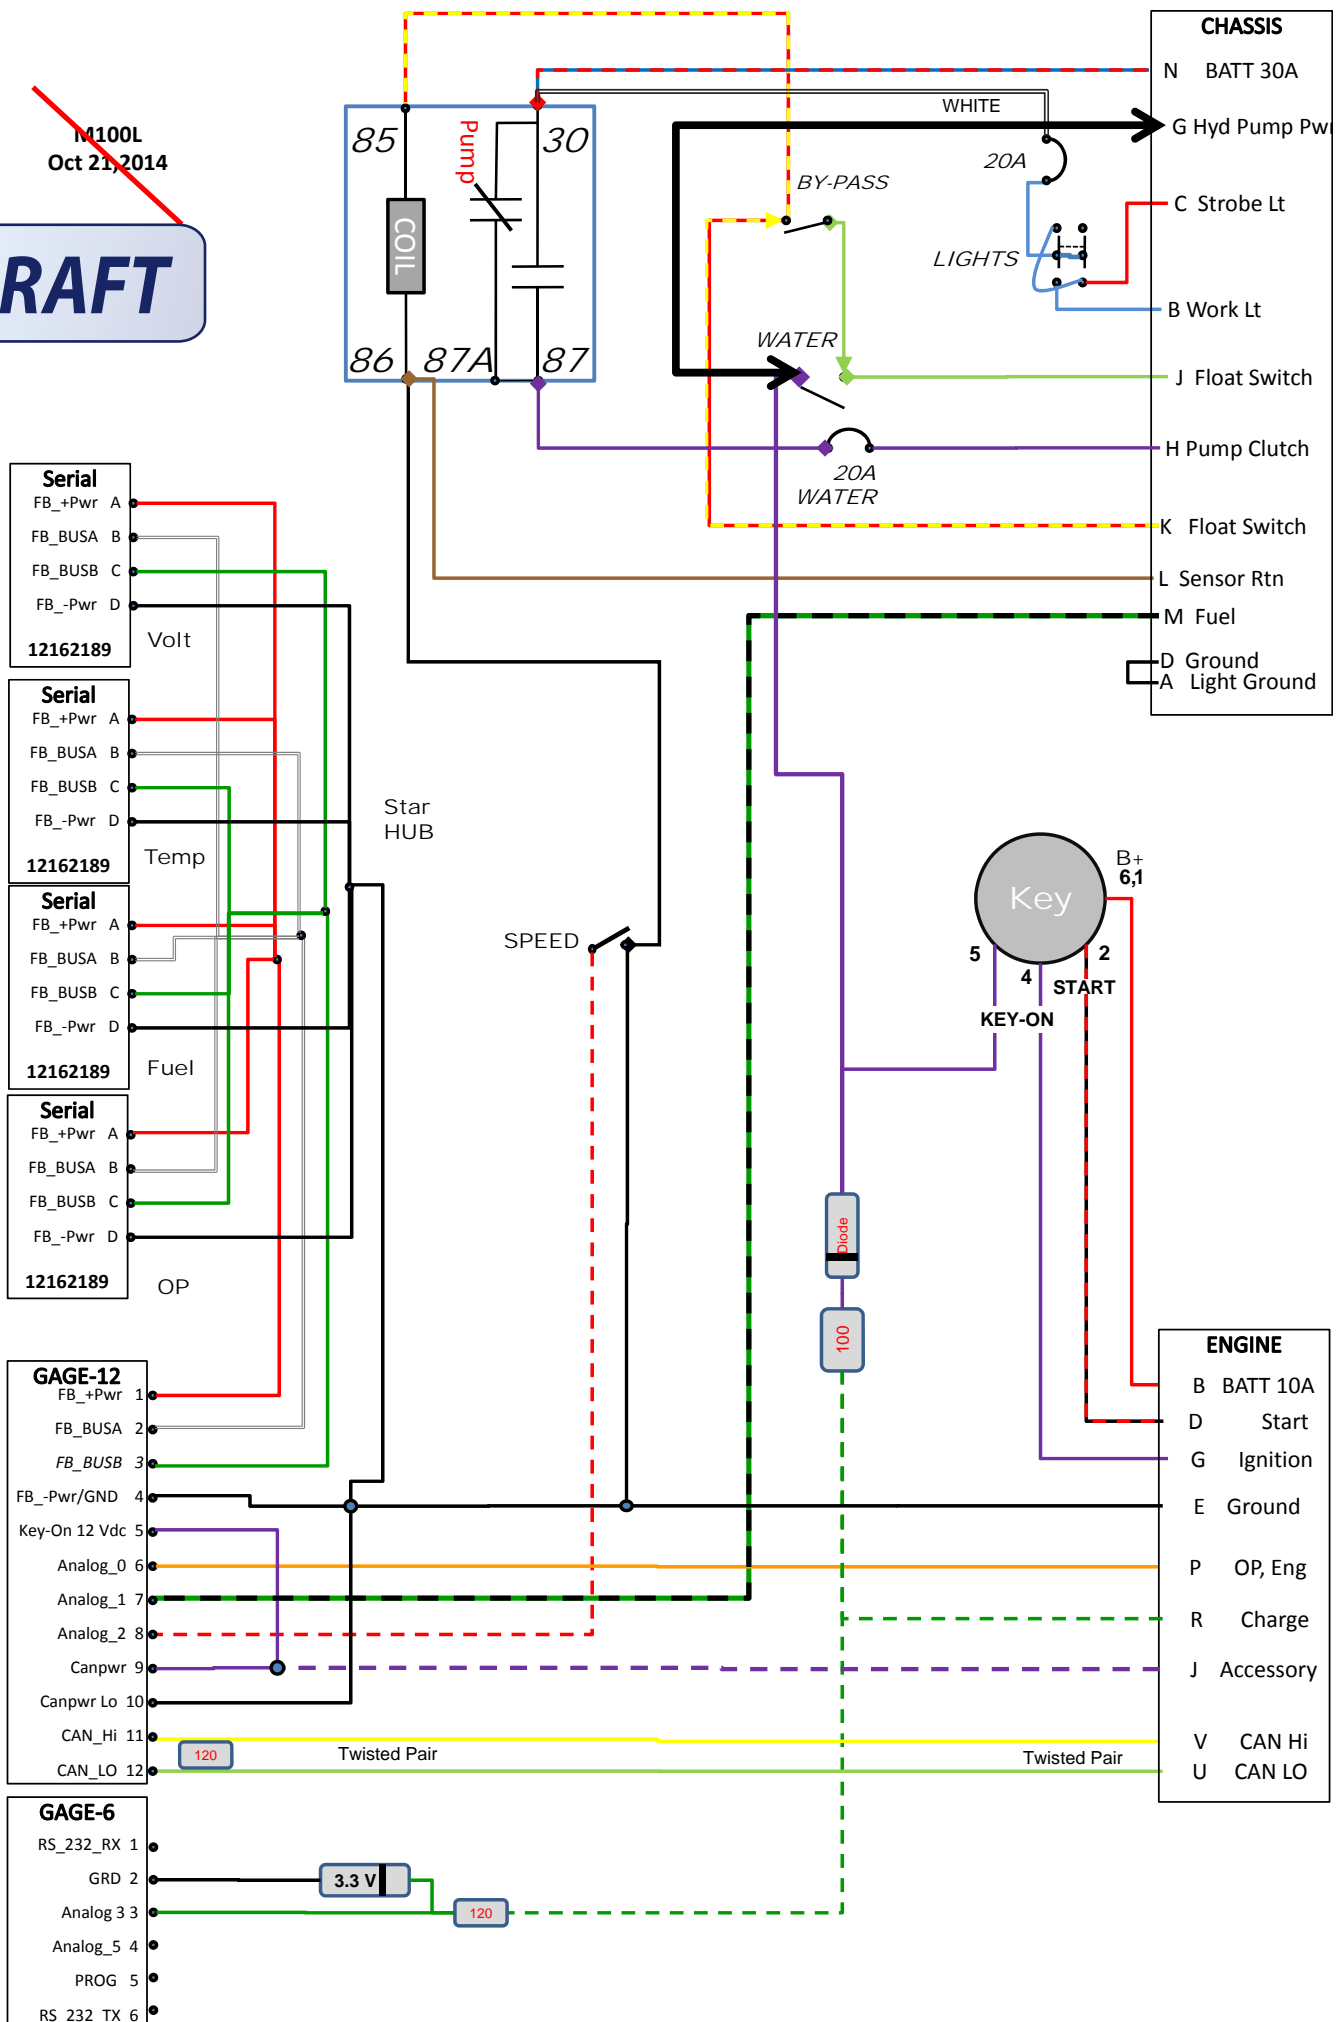 M100L
Oct 21,2014
RAFT
CHASSIS
N BATT 30A
G Hyd Pump Pwr
C Strobe Lt
B Work Lt
J Float Switch
H Pump Clutch
K Float Switch
L Sensor Rtn
M Fuel
D Ground
A Light Ground
WHITE
20A
BY-PASS
LIGHTS
WATER
20A
WATER
85
Pump
30
COIL
86 87A 87
Serial
FB_+Pwr A
FB_BUSA B
FB_BUSB C
FB_-Pwr D
12162189
Volt
Serial
FB_+Pwr A
FB_BUSA B
FB_BUSB C
FB_-Pwr D
12162189
Temp
Serial
FB_+Pwr A
FB_BUSA B
FB_BUSB C
FB_-Pwr D
12162189
Fuel
Serial
FB_+Pwr A
FB_BUSA B
FB_BUSB C
FB_-Pwr D
12162189
OP
Star
HUB
SPEED
Key
B+
6,1
5
4
2
START
KEY-ON
Diode
100
GAGE-12
FB_+Pwr 1
FB_BUSA 2
FB_BUSB 3
FB_-Pwr/GND 4
Key-On 12 Vdc 5
Analog_0 6
Analog_1 7
Analog_2 8
Canpwr 9
Canpwr Lo 10
CAN_Hi 11
CAN_LO 12
120
Twisted Pair
Twisted Pair
ENGINE
B BATT 10A
D Start
G Ignition
E Ground
P OP, Eng
R Charge
J Accessory
V CAN Hi
U CAN LO
GAGE-6
RS_232_RX 1
GRD 2
Analog 3 3
Analog_5 4
PROG 5
RS_232_TX 6
3.3 V
120